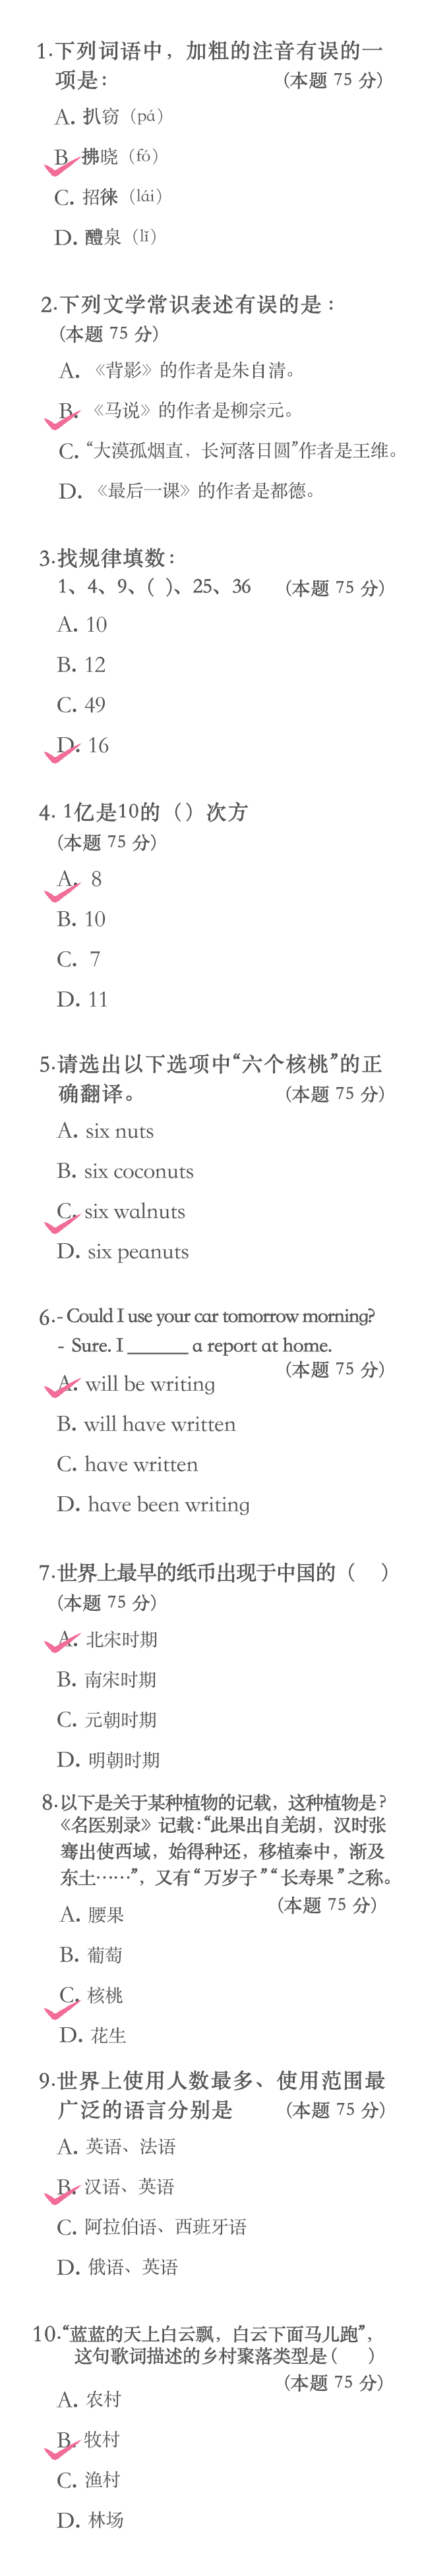 1.下列词语中，加粗的注音有误的一
项是：（本题 75 分）
A. 扒窃（pá）
B. 拂晓（fó）
C. 招徕（lái）
D. 醴泉（lǐ）
2.下列文学常识表述有误的是：
（本题 75 分）
A. 《背影》的作者是朱自清。
B. 《马说》的作者是柳宗元。
C. “大漠孤烟直，长河落日圆”作者是王维。
D. 《最后一课》的作者是都德。
3.找规律填数：
1、4、9、( )、25、36 （本题 75 分）
A. 10
B. 12
C. 49
D. 16
4. 1亿是10的（）次方
（本题 75 分）
A. 8
B. 10
C. 7
D. 11
5.请选出以下选项中“六个核桃”的正
确翻译。（本题 75 分）
A. six nuts
B. six coconuts
C. six walnuts
D. six peanuts
6.- Could I use your car tomorrow morning?
- Sure. I ______ a report at home.
（本题 75 分）
A. will be writing
B. will have written
C. have written
D. have been writing
7.世界上最早的纸币出现于中国的（ ）
（本题 75 分）
A. 北宋时期
B. 南宋时期
C. 元朝时期
D. 明朝时期
8.以下是关于某种植物的记载，这种植物是？
《名医别录》记载：“此果出自羌胡，汉时张
骞出使西域，始得种还，移植秦中，渐及
东土……”，又有“万岁子”“长寿果”之称。
（本题 75 分）
A. 腰果
B. 葡萄
C. 核桃
D. 花生
9.世界上使用人数最多、使用范围最
广泛的语言分别是 （本题 75 分）
A. 英语、法语
B. 汉语、英语
C. 阿拉伯语、西班牙语
D. 俄语、英语
10.“蓝蓝的天上白云飘，白云下面马儿跑”，
这句歌词描述的乡村聚落类型是（ ）
（本题 75 分）
A. 农村
B. 牧村
C. 渔村
D. 林场